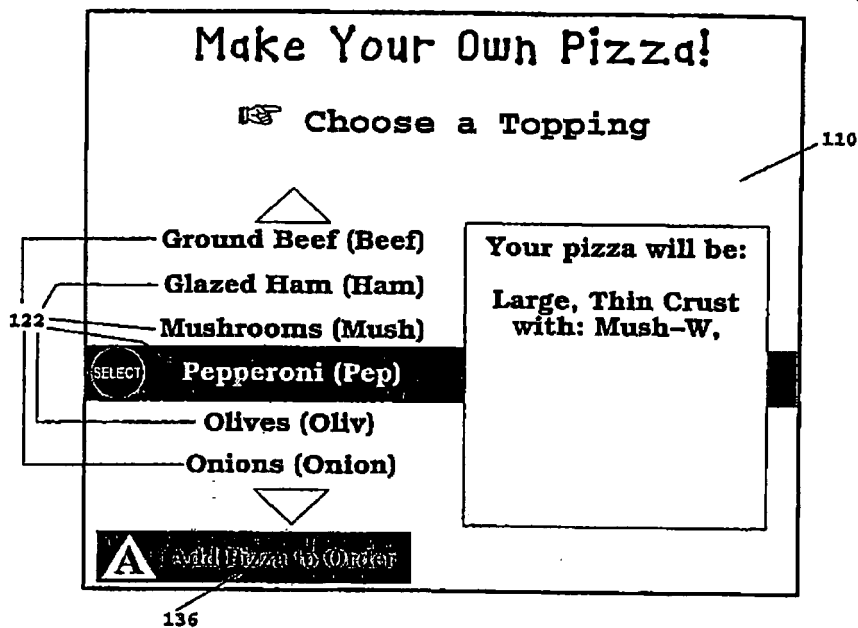 Make Your Own Pizza!
☞ Choose a Topping
110
Ground Beef (Beef)
Glazed Ham (Ham)
122
Mushrooms (Mush)
SELECT Pepperoni (Pep)
Olives (Oliv)
Onions (Onion)
Your pizza will be:
Large, Thin Crust
with: Mush-W,
A Add Pizza to Order
136